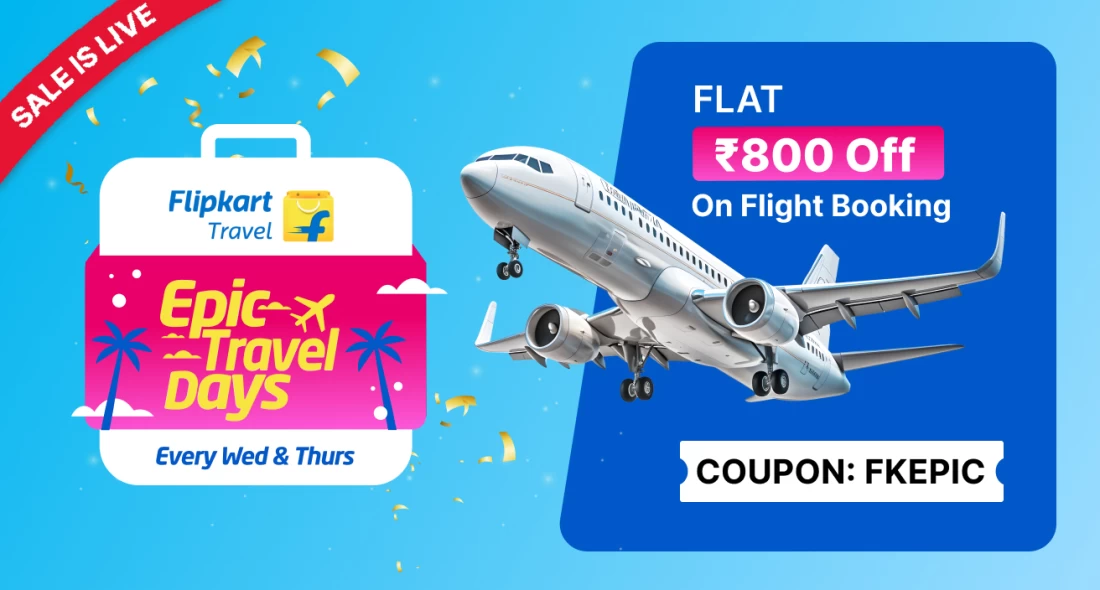 SALE IS LIVE
Flipkart
Travel
Epic
Travel
Days
Every Wed & Thurs
FLAT
₹800 Off
On Flight Booking
COUPON: FKEPIC